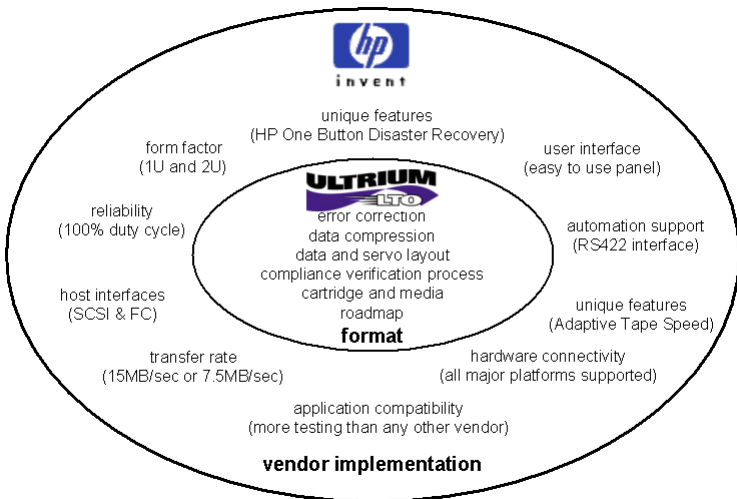 hp
invent
unique features
(HP One Button Disaster Recovery)
form factor
(1U and 2U)
user interface
(easy to use panel)
ULTRIUM
LTO
reliability
(100% duty cycle)
error correction
data compression
data and servo layout
compliance verification process
cartridge and media
roadmap
format
automation support
(RS422 interface)
host interfaces
(SCSI & FC)
unique features
(Adaptive Tape Speed)
transfer rate
(15MB/sec or 7.5MB/sec)
hardware connectivity
(all major platforms supported)
application compatibility
(more testing than any other vendor)
vendor implementation